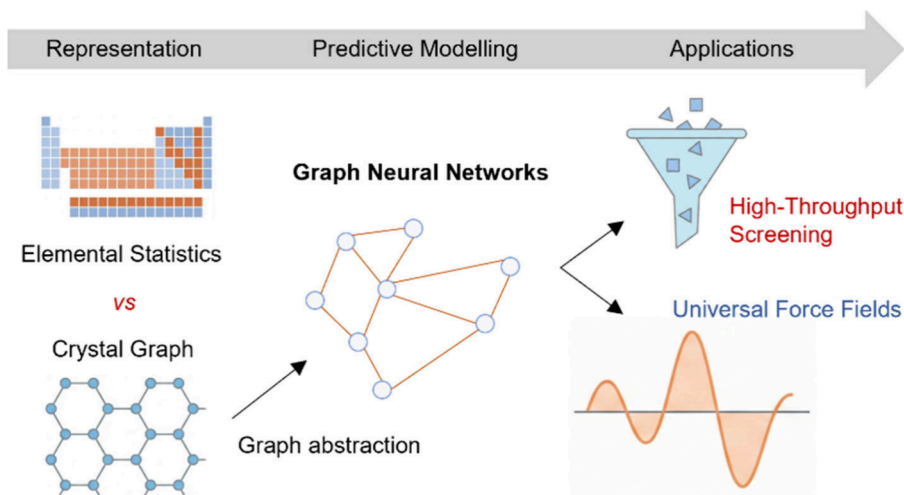 Representation
Predictive Modelling
Applications
Elemental Statistics
vs
Crystal Graph
Graph abstraction
Graph Neural Networks
High-Throughput
Screening
Universal Force Fields